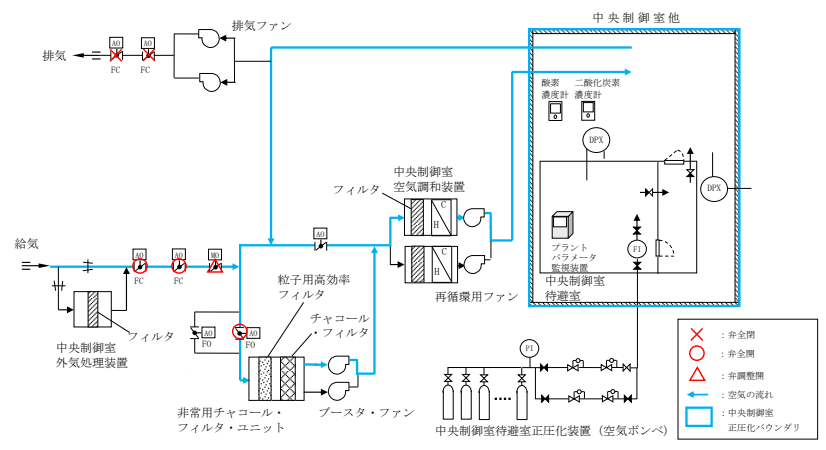 中央制御室他
排気ファン
排気
AO
AO
FC
FC
酸素
濃度計
二酸化炭素
濃度計
DPX
DPX
中央制御室
空気調和装置
フィルタ
C
H
C
H
再循環用ファン
AO
給気
AO
AO
MO
FC
FC
フィルタ
中央制御室
外気処理装置
AO
FO
AO
FO
粒子用高効率
フィルタ
チャコール
・フィルタ
非常用チャコール・
フィルタ・ユニット
ブースタ・ファン
FI
プラント
パラメータ
監視装置
中央制御室
待避室
PI
中央制御室待避室正圧化装置（空気ボンベ）
：弁全閉
：弁全開
：弁調整開
：空気の流れ
：中央制御室
正圧化バウンダリ